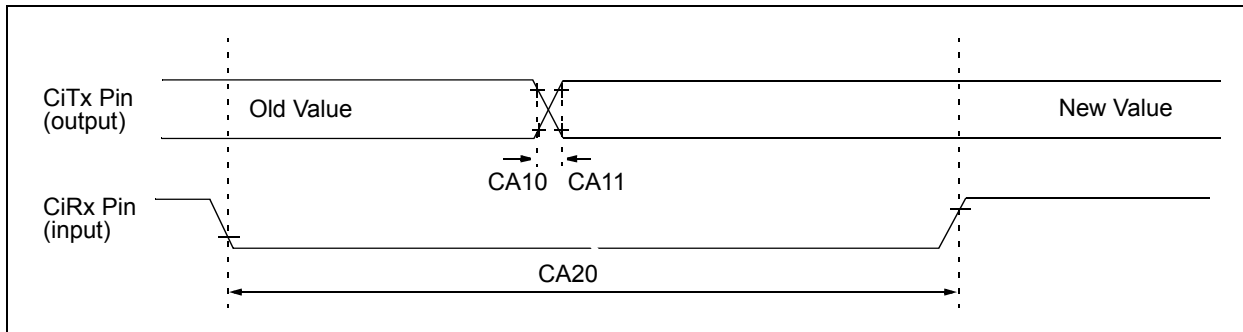 CiTx Pin
(output)
Old Value
New Value
CA10 CA11
CiRx Pin
(input)
CA20